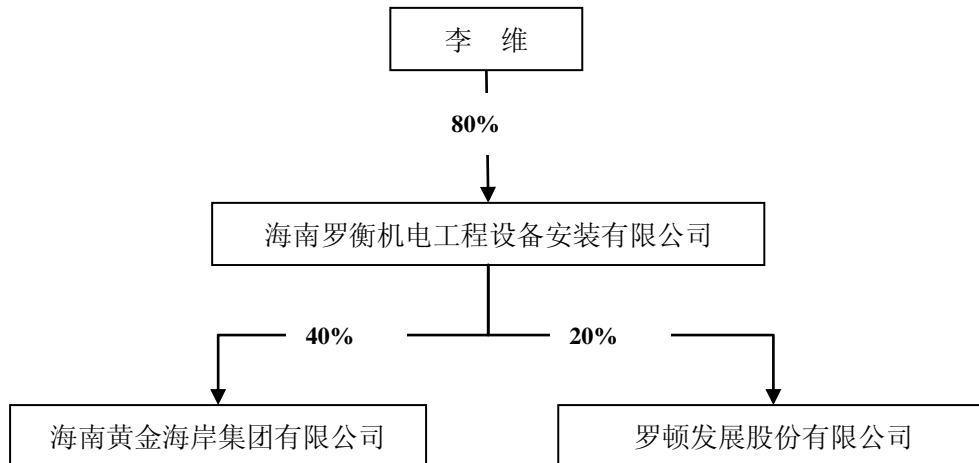 李 维
80%
海南罗衡机电工程设备安装有限公司
40% 20%
海南黄金海岸集团有限公司 罗顿发展股份有限公司